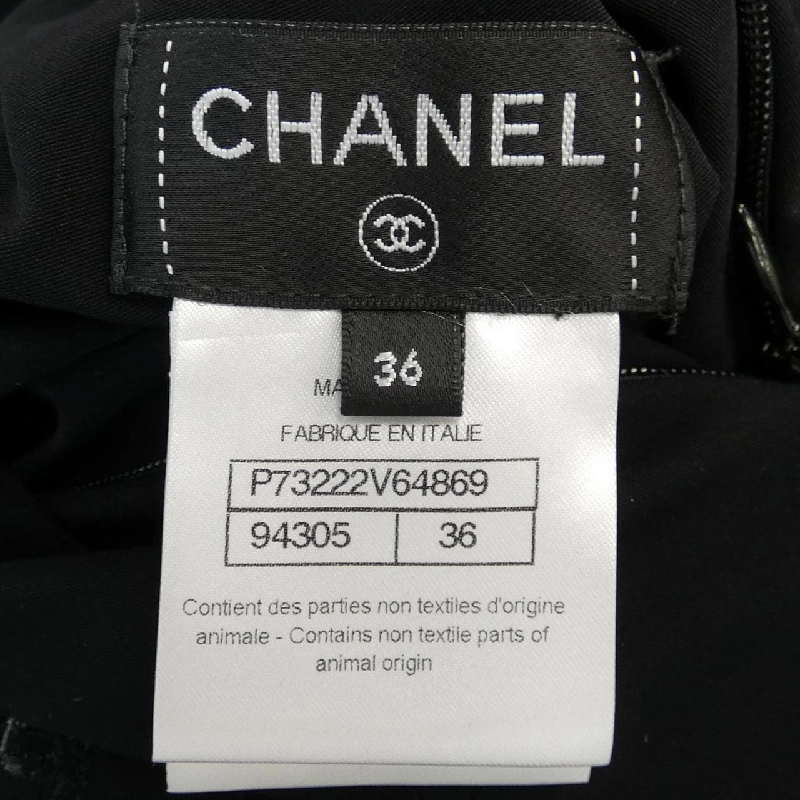 CHANEL
36
MA
FABRIQUE EN ITALIE
P73222V64869
94305 36
Contient des parties non textiles d'origine
animale - Contains non textile parts of
animal origin